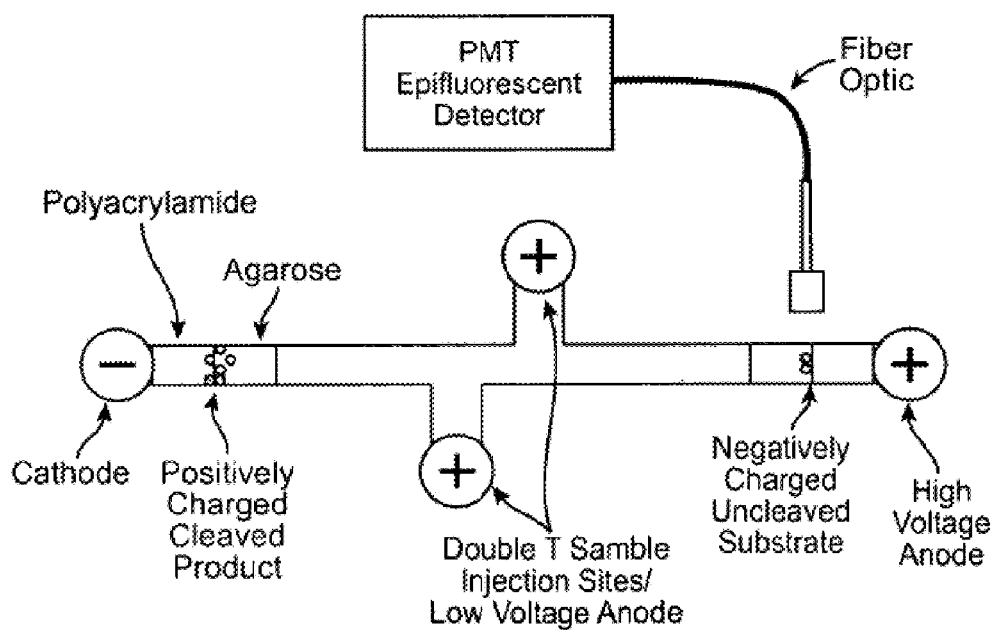 PMT
Epifluorescent
Detector
Fiber
Optic
Polyacrylamide
Agarose
+
−
+
+
Cathode
Positively
Charged
Cleaved
Product
Double T Samble
Injection Sites/
Low Voltage Anode
Negatively
Charged
Uncleaved
Substrate
High
Voltage
Anode